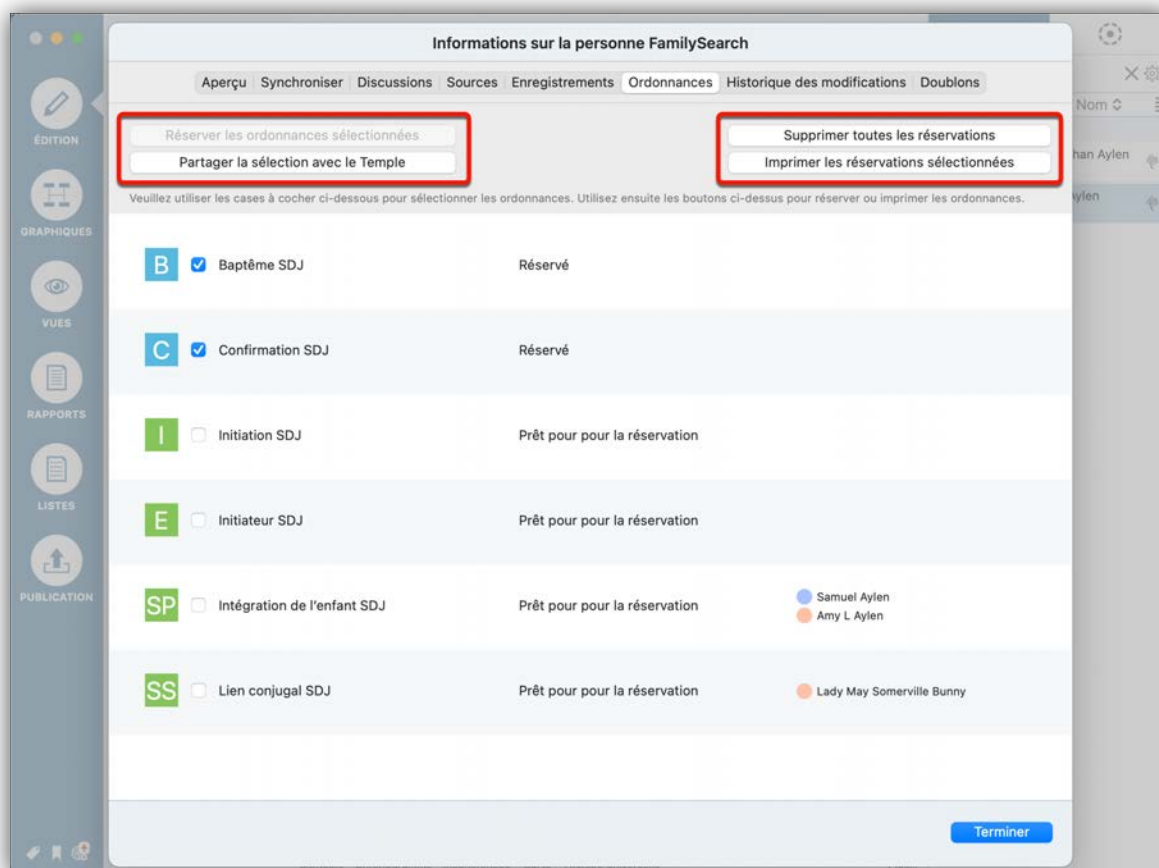 Informations sur la personne FamilySearch
Aperçu Synchroniser Discussions Sources Enregistrements Ordonnances Historique des modifications Doublons
Réserver les ordonnances sélectionnées
Partager la sélection avec le Temple
Supprimer toutes les réservations
Imprimer les réservations sélectionnées
Veuillez utiliser les cases à cocher ci-dessous pour sélectionner les ordonnances. Utilisez ensuite les boutons ci-dessus pour réserver ou imprimer les ordonnances.
B Baptême SDJ Réservé
C Confirmation SDJ Réservé
I Initiation SDJ Prêt pour pour la réservation
E Initiateur SDJ Prêt pour pour la réservation
SP Intégration de l'enfant SDJ Prêt pour pour la réservation
Samuel Aylen
Amy L Aylen
SS Lien conjugal SDJ Prêt pour pour la réservation
Lady May Somerville Bunny
Terminer
ÉDITION
GRAPHIQUES
VUES
RAPPORTS
LISTES
PUBLICATION
Nom
Aylen